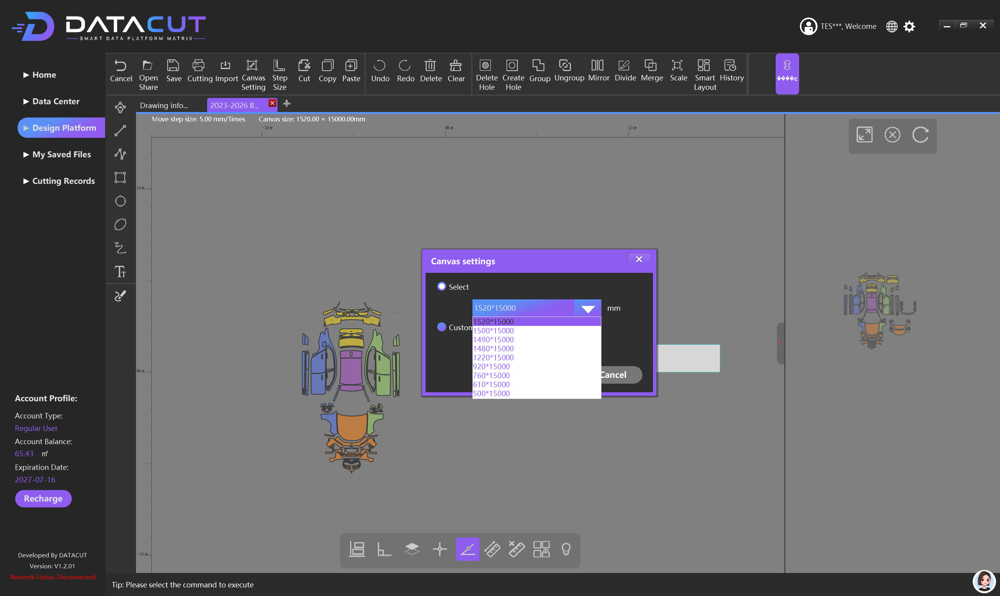 DATACUT
SMART DATA PLATFORM MATRIX
TES***, Welcome
Home
Data Center
Design Platform
My Saved Files
Cutting Records
Cancel
Open Share
Save
Cutting
Import
Canvas Setting
Step Size
Cut
Copy
Paste
Undo
Redo
Delete
Clear
Delete Hole
Create Hole
Group
Ungroup
Mirror
Divide
Merge
Scale
Smart Layout
History
Drawing info...
2023-2026 B...
Move step size: 5.00 mm/Times
Canvas size: 1520.00 × 15000.00mm
-1km
0km
1km
1km
0km
-1km
Canvas settings
Select
1520*15000
mm
Custom
1520*15000
1500*15000
1490*15000
1480*15000
1220*15000
920*15000
760*15000
610*15000
500*15000
Cancel
Account Profile:
Account Type:
Regular User
Account Balance:
65.43 ㎡
Expiration Date:
2027-07-16
Recharge
Developed By DATACUT
Version: V1.2.01
Network Status: Disconnected
Tip: Please select the command to execute